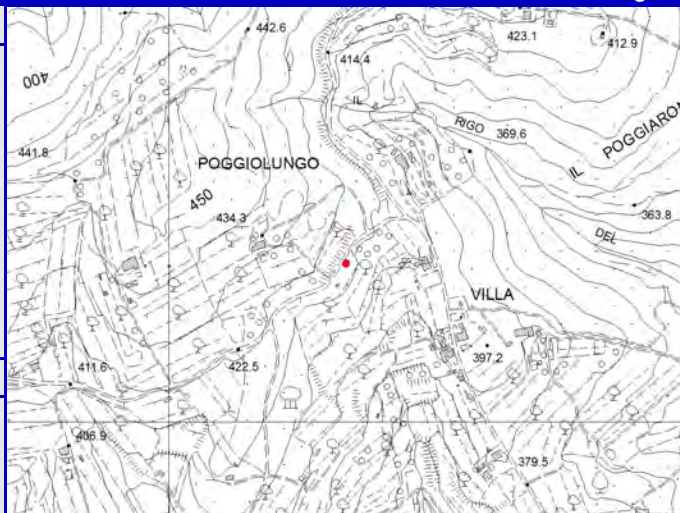 442.6
423.1
412.9
414.4
400
IL
RIGO
369.6
IL POGGIARON
441.8
POGGIOLUNGO
450
434.3
363.8
DEL
VILLA
397.2
422.5
411.6
406.9
379.5